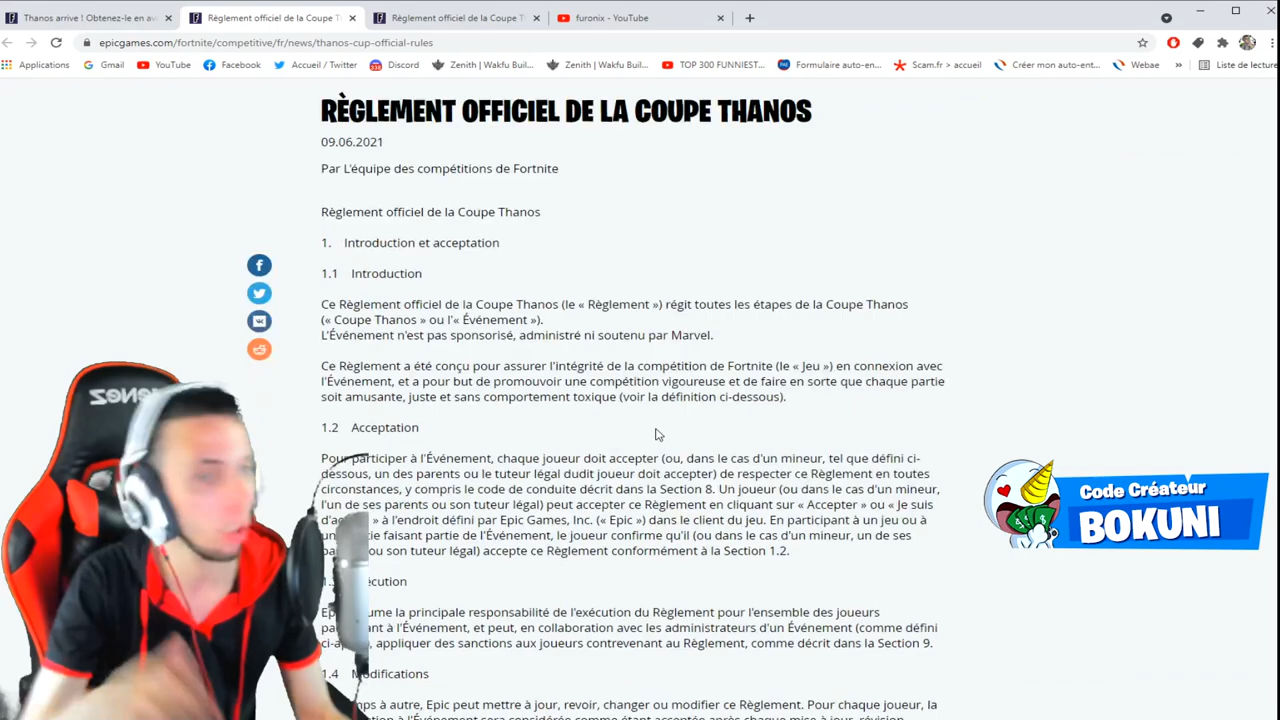 Thanos arrive ! Obtenez-le en av
Règlement officiel de la Coupe T
Règlement officiel de la Coupe T
furonix - YouTube
epicgames.com/fortnite/competitive/fr/news/thanos-cup-official-rules
Applications
Gmail
YouTube
Facebook
Accueil / Twitter
Discord
Zenith | Wakfu Buil...
Zenith | Wakfu Buil...
TOP 300 FUNNIEST...
Formulaire auto-en...
Scam.fr > accueil
Créer mon auto-ent...
Webae
Liste de lecture
RÈGLEMENT OFFICIEL DE LA COUPE THANOS
09.06.2021
Par L'équipe des compétitions de Fortnite
Règlement officiel de la Coupe Thanos
1. Introduction et acceptation
1.1 Introduction
Ce Règlement officiel de la Coupe Thanos (le « Règlement ») régit toutes les étapes de la Coupe Thanos
(« Coupe Thanos » ou l'« Événement »).
L'Événement n'est pas sponsorisé, administré ni soutenu par Marvel.
Ce Règlement a été conçu pour assurer l'intégrité de la compétition de Fortnite (le « Jeu ») en connexion avec
l'Événement, et a pour but de promouvoir une compétition vigoureuse et de faire en sorte que chaque partie
soit amusante, juste et sans comportement toxique (voir la définition ci-dessous).
1.2 Acceptation
Pour participer à l'Événement, chaque joueur doit accepter (ou, dans le cas d'un mineur, tel que défini ci-
dessous, un des parents ou le tuteur légal dudit joueur doit accepter) de respecter ce Règlement en toutes
circonstances, y compris le code de conduite décrit dans la Section 8. Un joueur (ou dans le cas d'un mineur,
l'un de ses parents ou son tuteur légal) peut accepter ce Règlement en cliquant sur « Accepter » ou « Je suis
» à l'endroit défini par Epic Games, Inc. (« Epic ») dans le client du jeu. En participant à un jeu ou à
faisant partie de l'Événement, le joueur confirme qu'il (ou dans le cas d'un mineur, un de ses
ou son tuteur légal) accepte ce Règlement conformément à la Section 1.2.
la principale responsabilité de l'exécution du Règlement pour l'ensemble des joueurs
à l'Événement, et peut, en collaboration avec les administrateurs d'un Événement (comme défini
appliquer des sanctions aux joueurs contrevenant au Règlement, comme décrit dans la Section 9.
1.4 Modifications
à autre, Epic peut mettre à jour, revoir, changer ou modifier ce Règlement. Pour chaque joueur, la
Code Créateur
BOKUNI